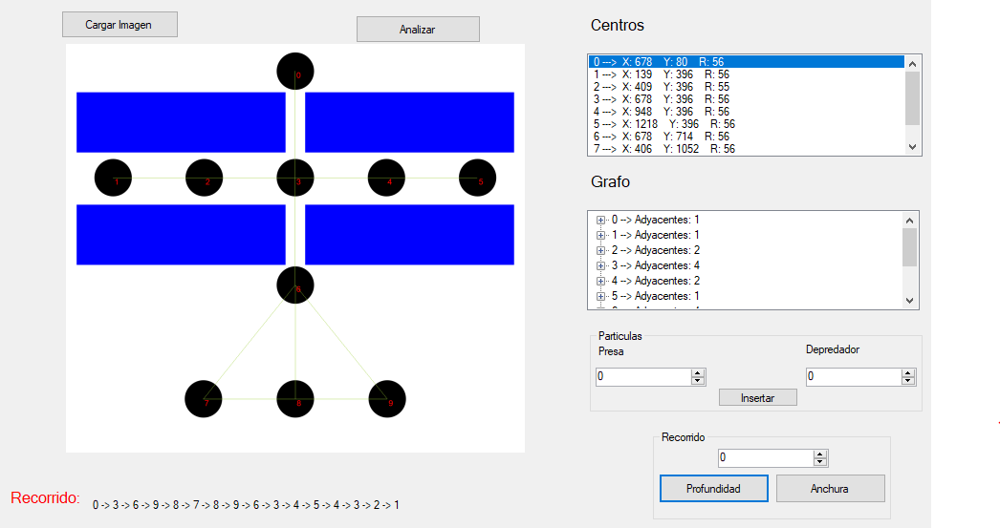 Cargar Imagen
Analizar
Centros
0 ---> X: 678 Y: 80 R: 56
1 ---> X: 139 Y: 396 R: 56
2 ---> X: 409 Y: 396 R: 55
3 ---> X: 678 Y: 396 R: 56
4 ---> X: 948 Y: 396 R: 56
5 ---> X: 1218 Y: 396 R: 56
6 ---> X: 678 Y: 714 R: 56
7 ---> X: 406 Y: 1052 R: 56
0
1 2 3 4 5
6
7 8 9
Grafo
0 --> Adyacentes: 1
1 --> Adyacentes: 1
2 --> Adyacentes: 2
3 --> Adyacentes: 4
4 --> Adyacentes: 2
5 --> Adyacentes: 1
Particulas
Presa
Depredador
0
0
Insertar
Recorrido
0
Profundidad
Anchura
Recorrido: 0 -> 3 -> 6 -> 9 -> 8 -> 7 -> 8 -> 9 -> 6 -> 3 -> 4 -> 5 -> 4 -> 3 -> 2 -> 1